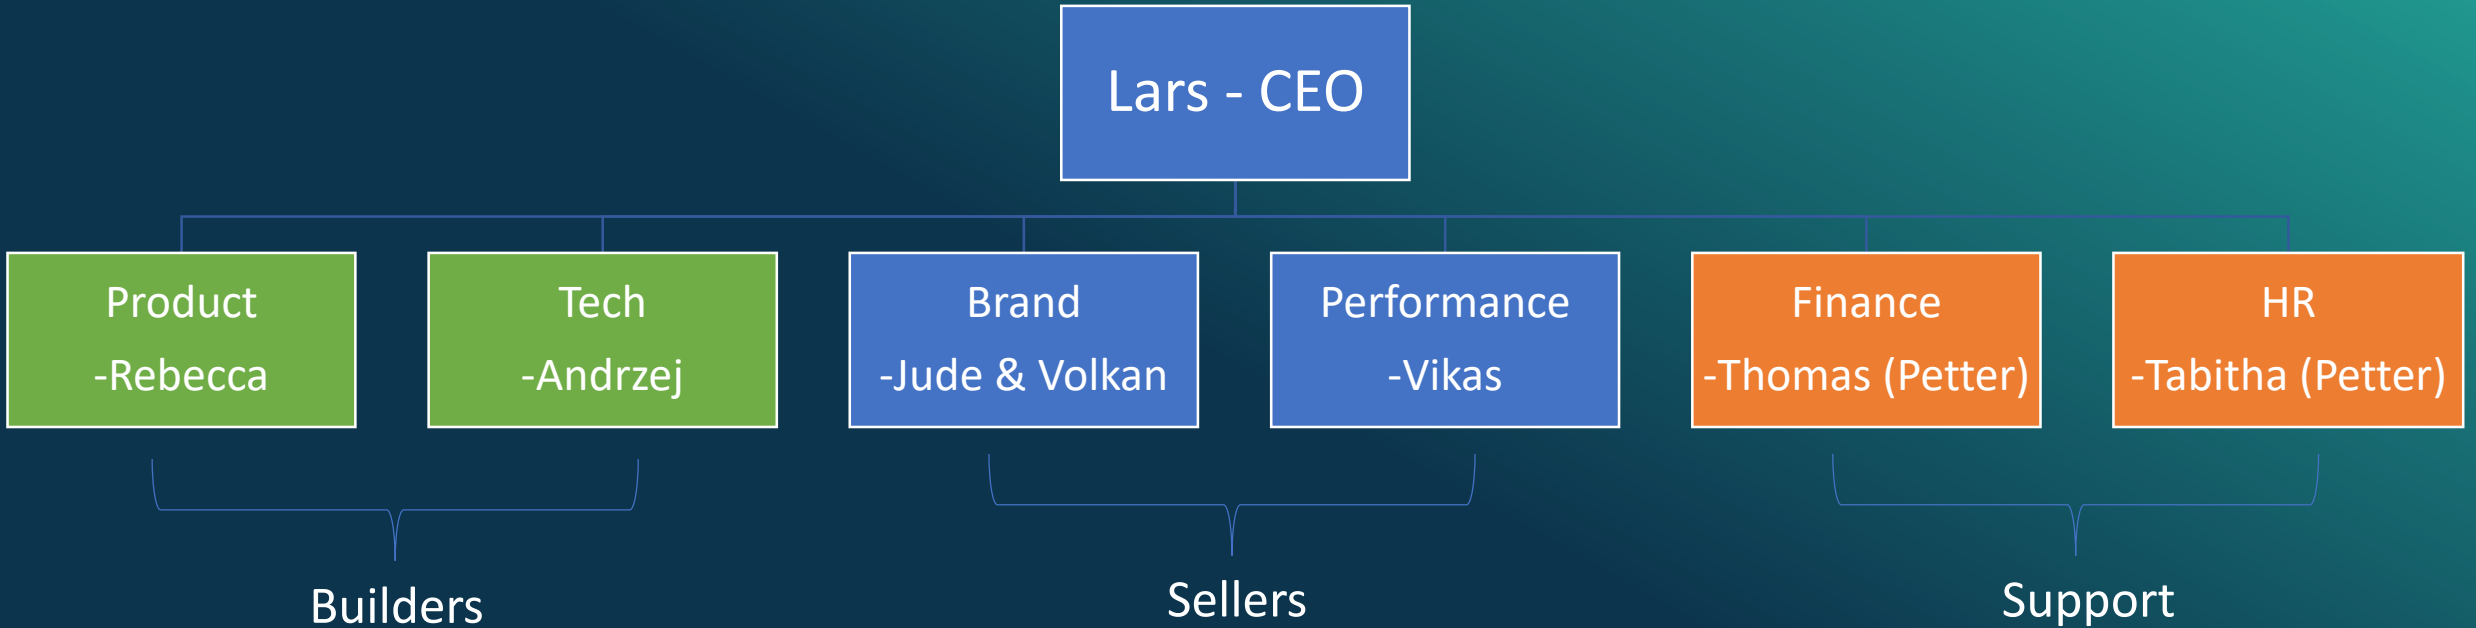 Lars - CEO
Product
-Rebecca
Tech
-Andrzej
Brand
-Jude & Volkan
Performance
-Vikas
Finance
-Thomas (Petter)
HR
-Tabitha (Petter)
Builders
Sellers
Support